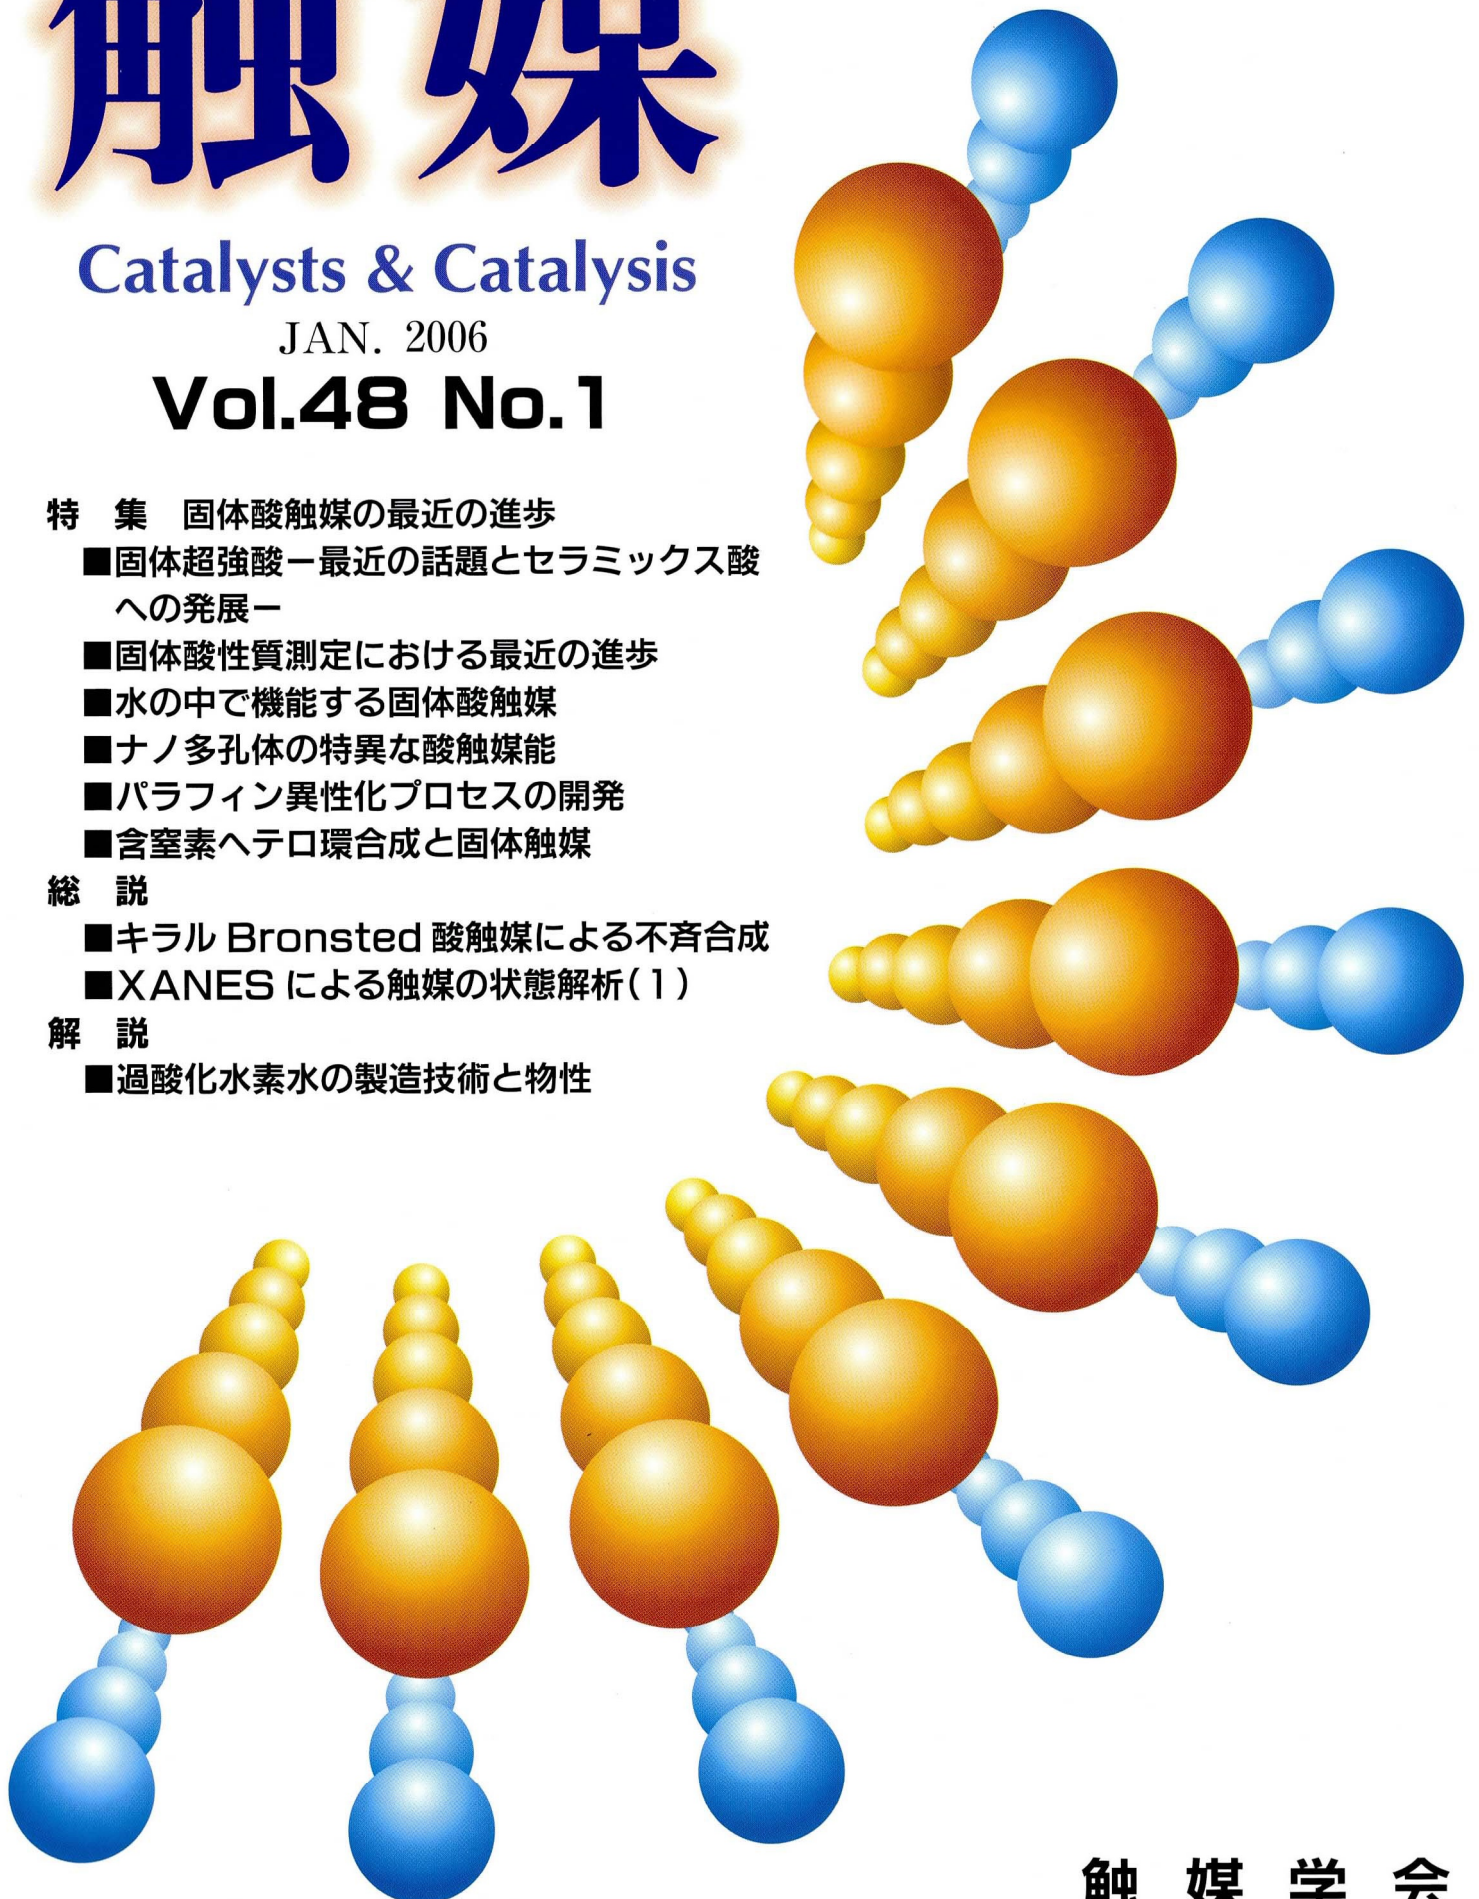 触媒
Catalysts & Catalysis
JAN. 2006
Vol.48 No.1
特 集 固体酸触媒の最近の進歩
■固体超強酸ー最近の話題とセラミックス酸
への発展ー
■固体酸性質測定における最近の進歩
■水の中で機能する固体酸触媒
■ナノ多孔体の特異な酸触媒能
■パラフィン異性化プロセスの開発
■含窒素ヘテロ環合成と固体触媒
総 説
■キラル Bronsted 酸触媒による不斉合成
■XANES による触媒の状態解析(1)
解 説
■過酸化水素水の製造技術と物性
触 媒 学 会